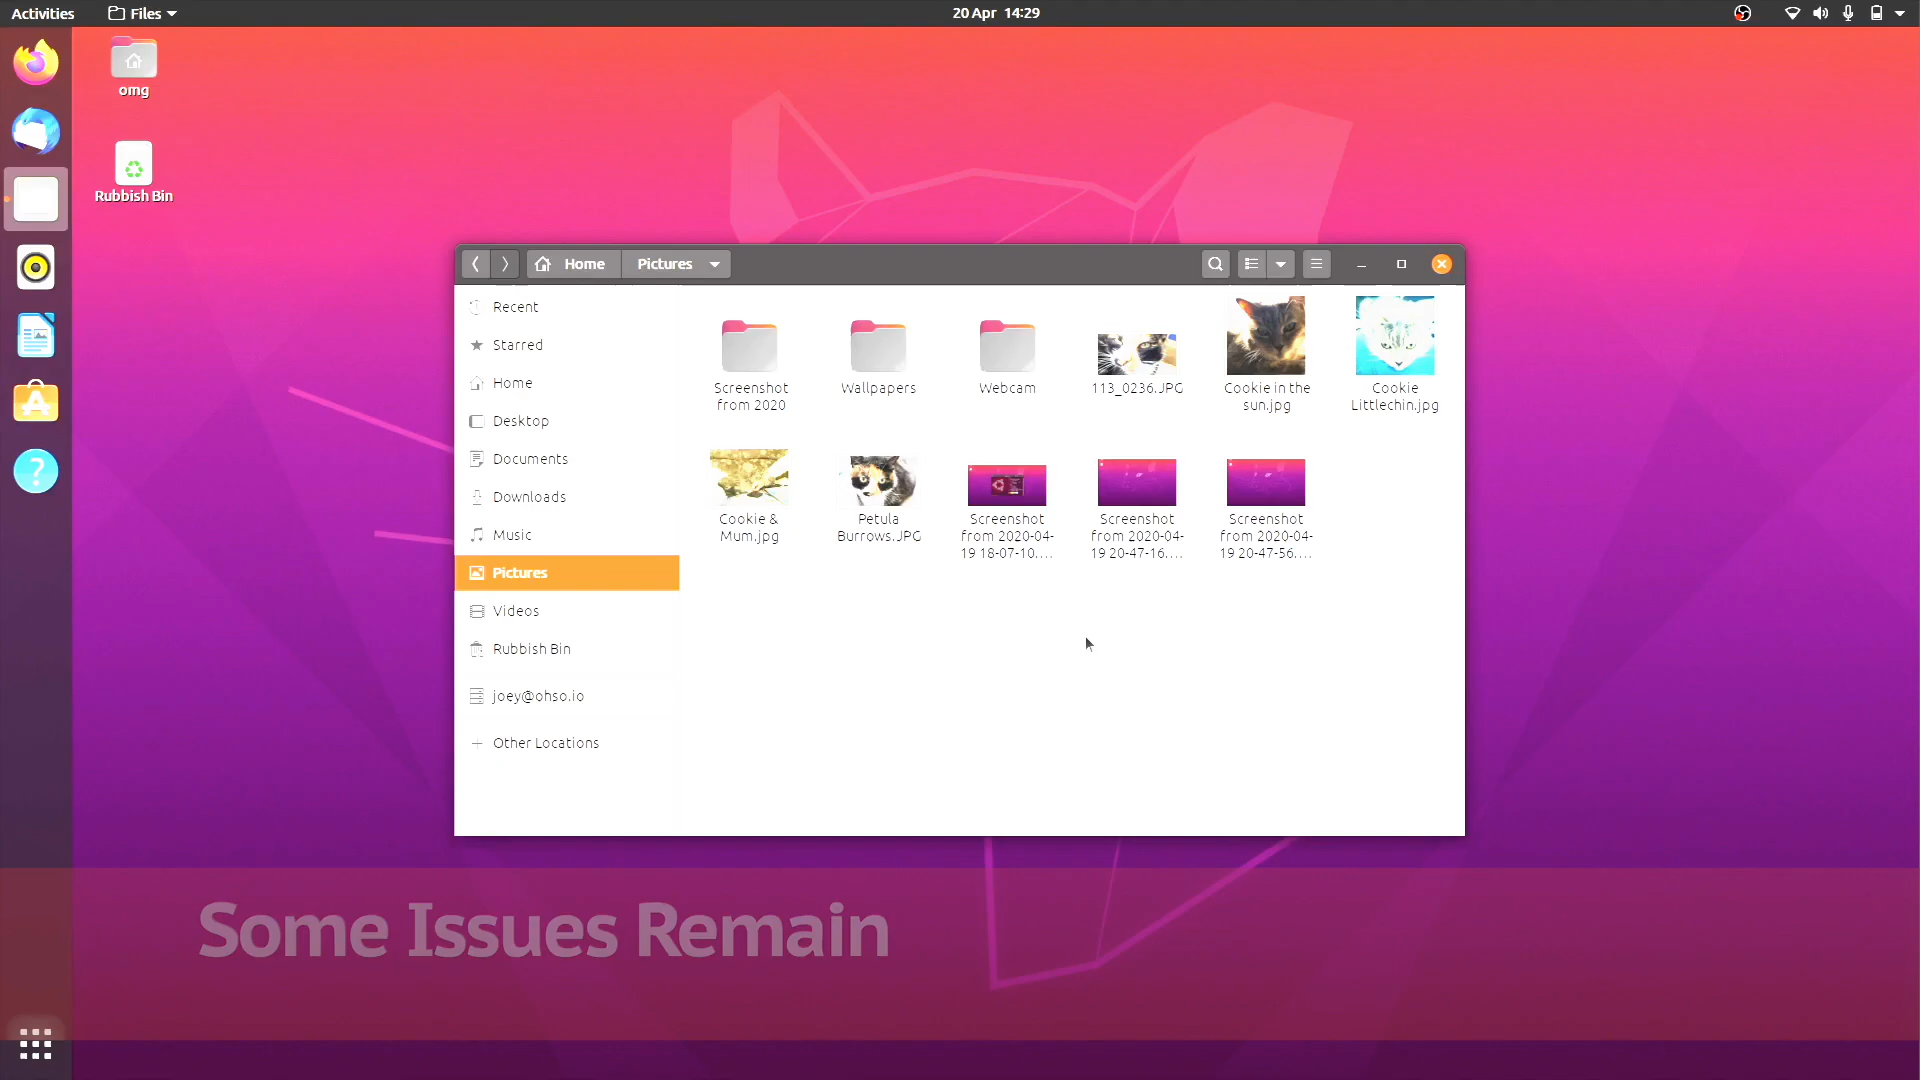 Activities
Files
20 Apr 14:29
omg
Rubbish Bin
Home
Pictures
Recent
Starred
Home
Desktop
Documents
Downloads
Music
Pictures
Videos
Rubbish Bin
joey@ohso.io
Other Locations
Screenshot
from 2020
Wallpapers
Webcam
113_0236.JPG
Cookie in the
sun.jpg
Cookie
Littlechin.jpg
Cookie &
Mum.jpg
Petula
Burrows.JPG
Screenshot
from 2020-04-
19 18-07-10.…
Screenshot
from 2020-04-
19 20-47-16.…
Screenshot
from 2020-04-
19 20-47-56.…
Some Issues Remain